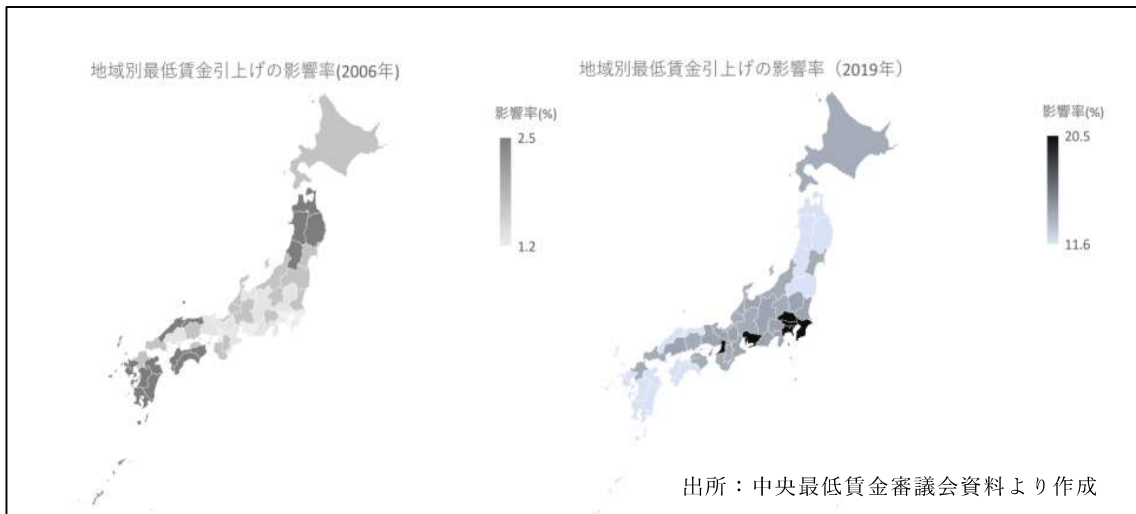 地域別最低賃金引上げの影響率(2006年)
影響率(%)
2.5
1.2
地域別最低賃金引上げの影響率（2019年）
影響率(%)
20.5
11.6
出所：中央最低賃金審議会資料より作成